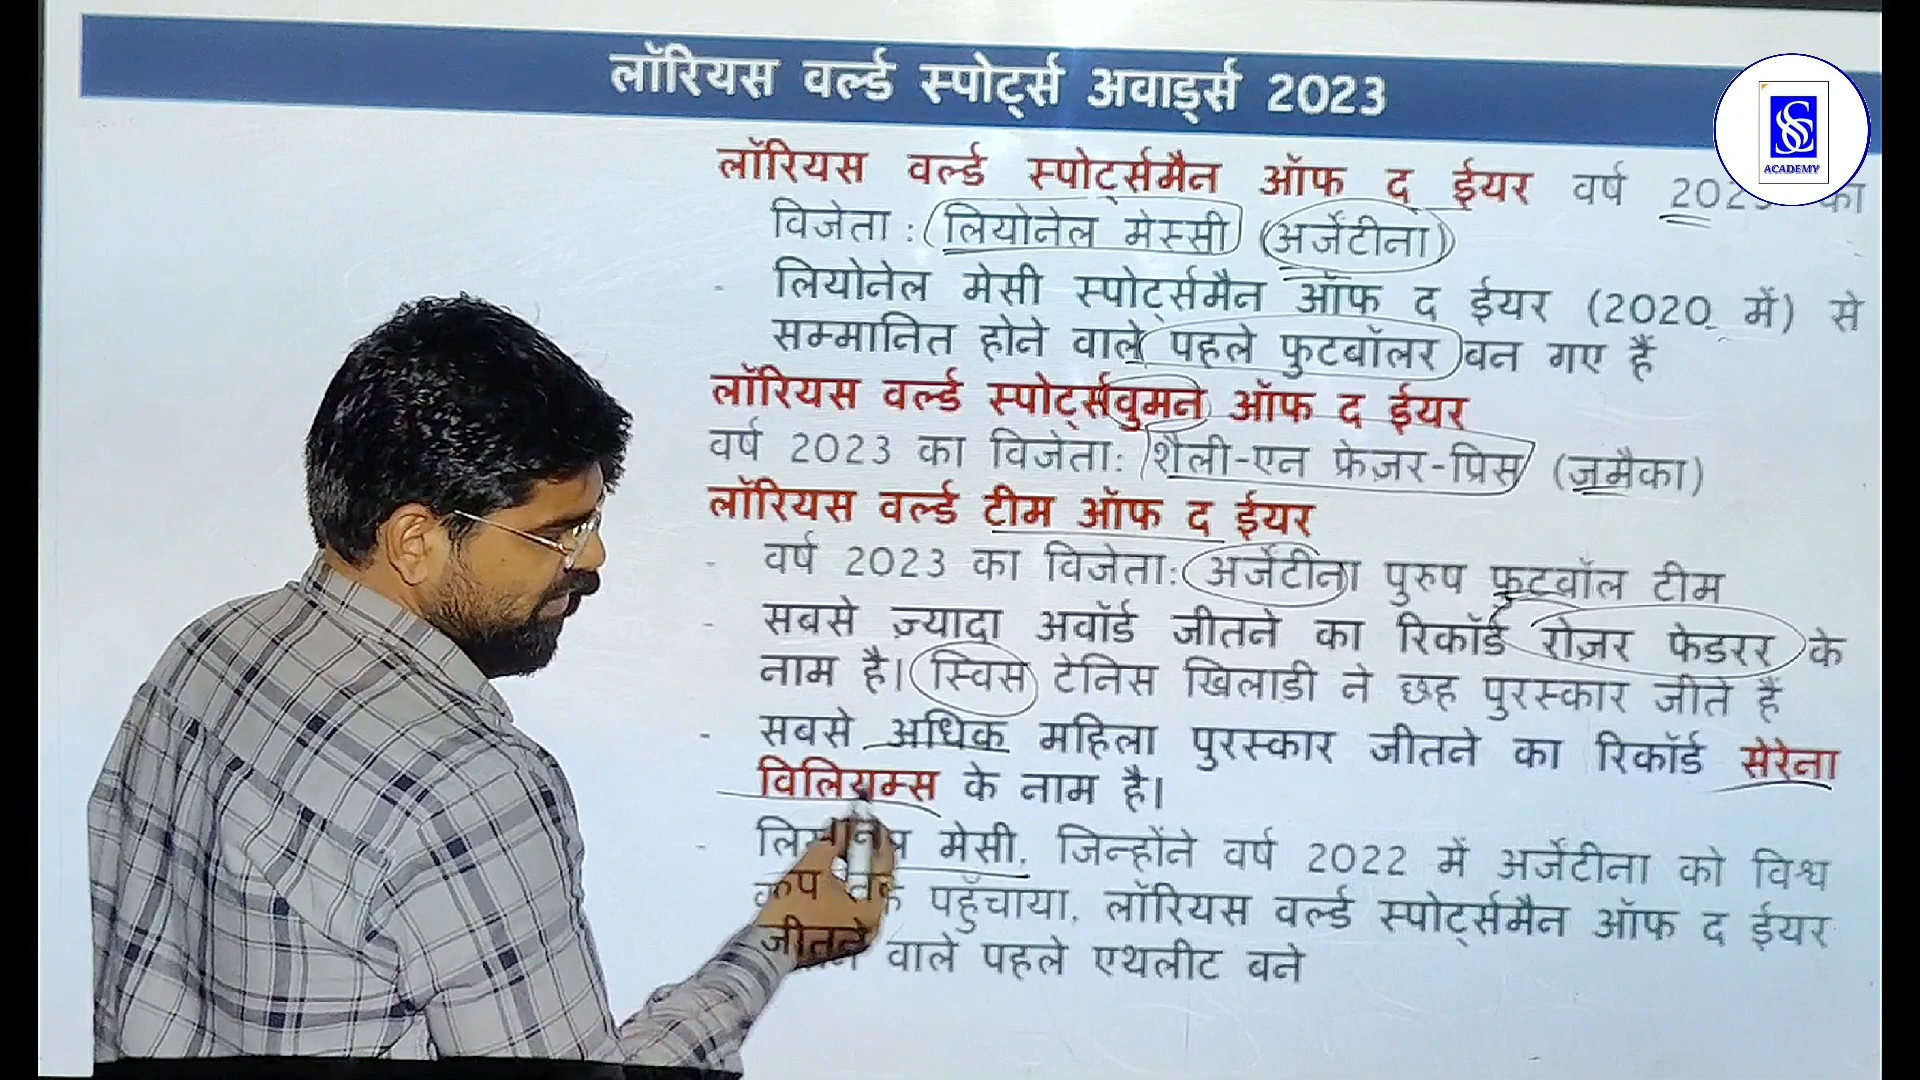 लॉरियस वर्ल्ड स्पोर्ट्स अवार्ड्स 2023
ACADEMY
लॉरियस वर्ल्ड स्पोर्ट्समैन ऑफ द ईयर वर्ष 2023 का
विजेता : लियोनेल मेस्सी (अर्जेंटीना)
- लियोनेल मेसी स्पोर्ट्समैन ऑफ द ईयर (2020 में) से
सम्मानित होने वाले पहले फुटबॉलर बन गए हैं
लॉरियस वर्ल्ड स्पोर्ट्सवुमन ऑफ द ईयर
वर्ष 2023 का विजेता: शैली-एन फ्रेज़र-प्रिस (जमैका)
लॉरियस वर्ल्ड टीम ऑफ द ईयर
- वर्ष 2023 का विजेता: अर्जेंटीना पुरुष फुटबॉल टीम
- सबसे ज़्यादा अवॉर्ड जीतने का रिकॉर्ड रोज़र फेडरर के
नाम है। स्विस टेनिस खिलाडी ने छह पुरस्कार जीते हैं
- सबसे अधिक महिला पुरस्कार जीतने का रिकॉर्ड सेरेना
विलियम्स के नाम है।
- मेसी, जिन्होंने वर्ष 2022 में अर्जेंटीना को विश्व
कप पहुँचाया, लॉरियस वर्ल्ड स्पोर्ट्समैन ऑफ द ईयर
जीतने वाले पहले एथलीट बने